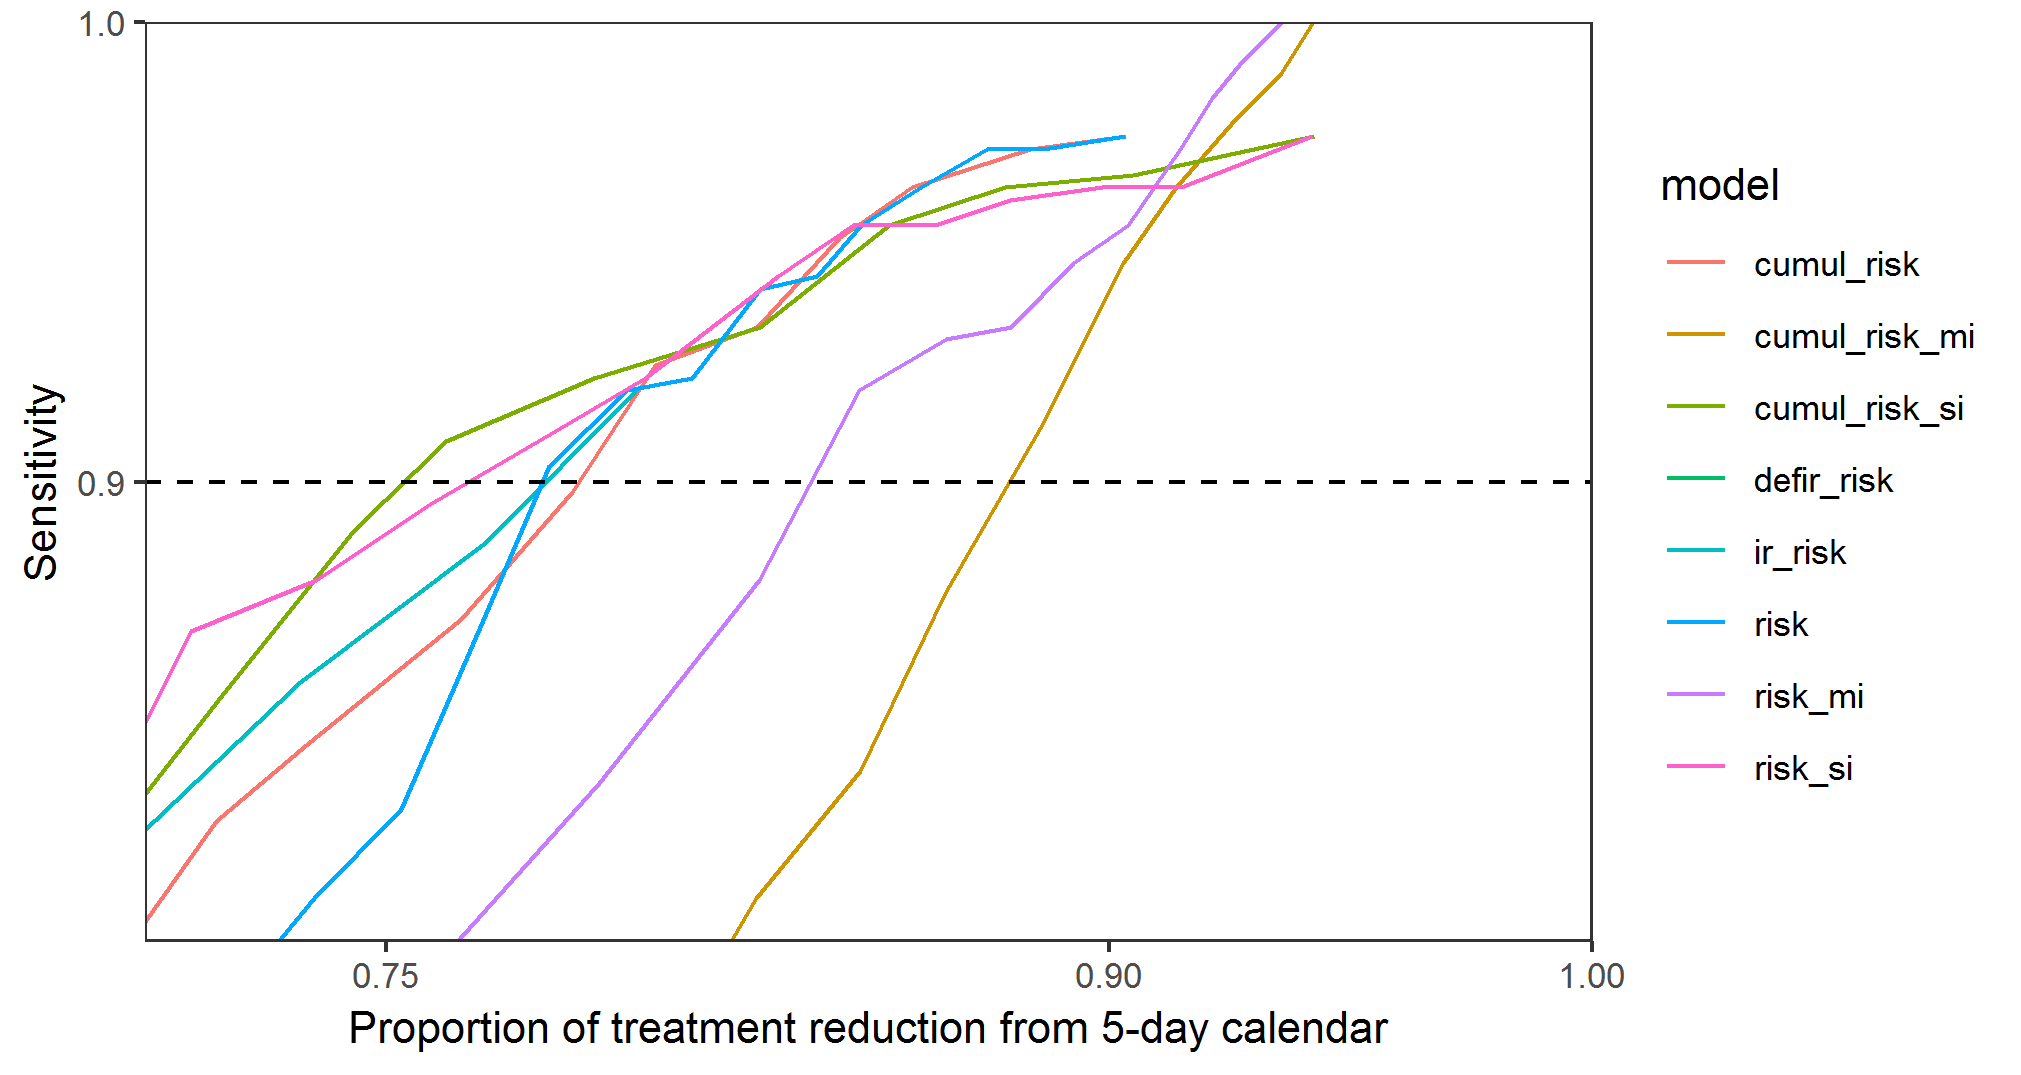 1.0
0.9
Sensitivity
0.75
0.90
1.00
Proportion of treatment reduction from 5-day calendar
model
cumul_risk
cumul_risk_mi
cumul_risk_si
defir_risk
ir_risk
risk
risk_mi
risk_si